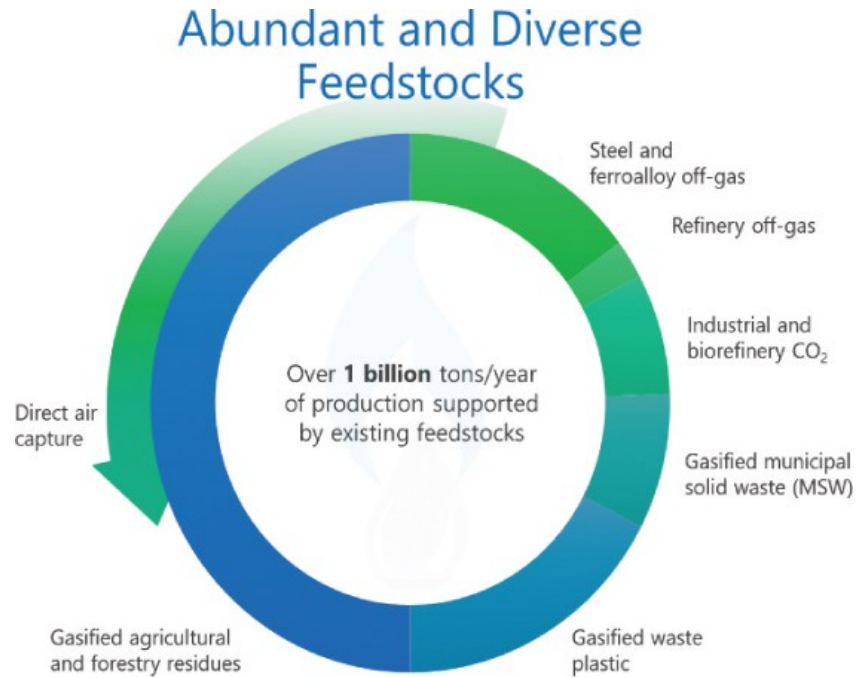 Abundant and Diverse
Feedstocks
Steel and
ferroalloy off-gas
Refinery off-gas
Industrial and
biorefinery CO₂
Over 1 billion tons/year
of production supported
by existing feedstocks
Direct air
capture
Gasified municipal
solid waste (MSW)
Gasified agricultural
and forestry residues
Gasified waste
plastic